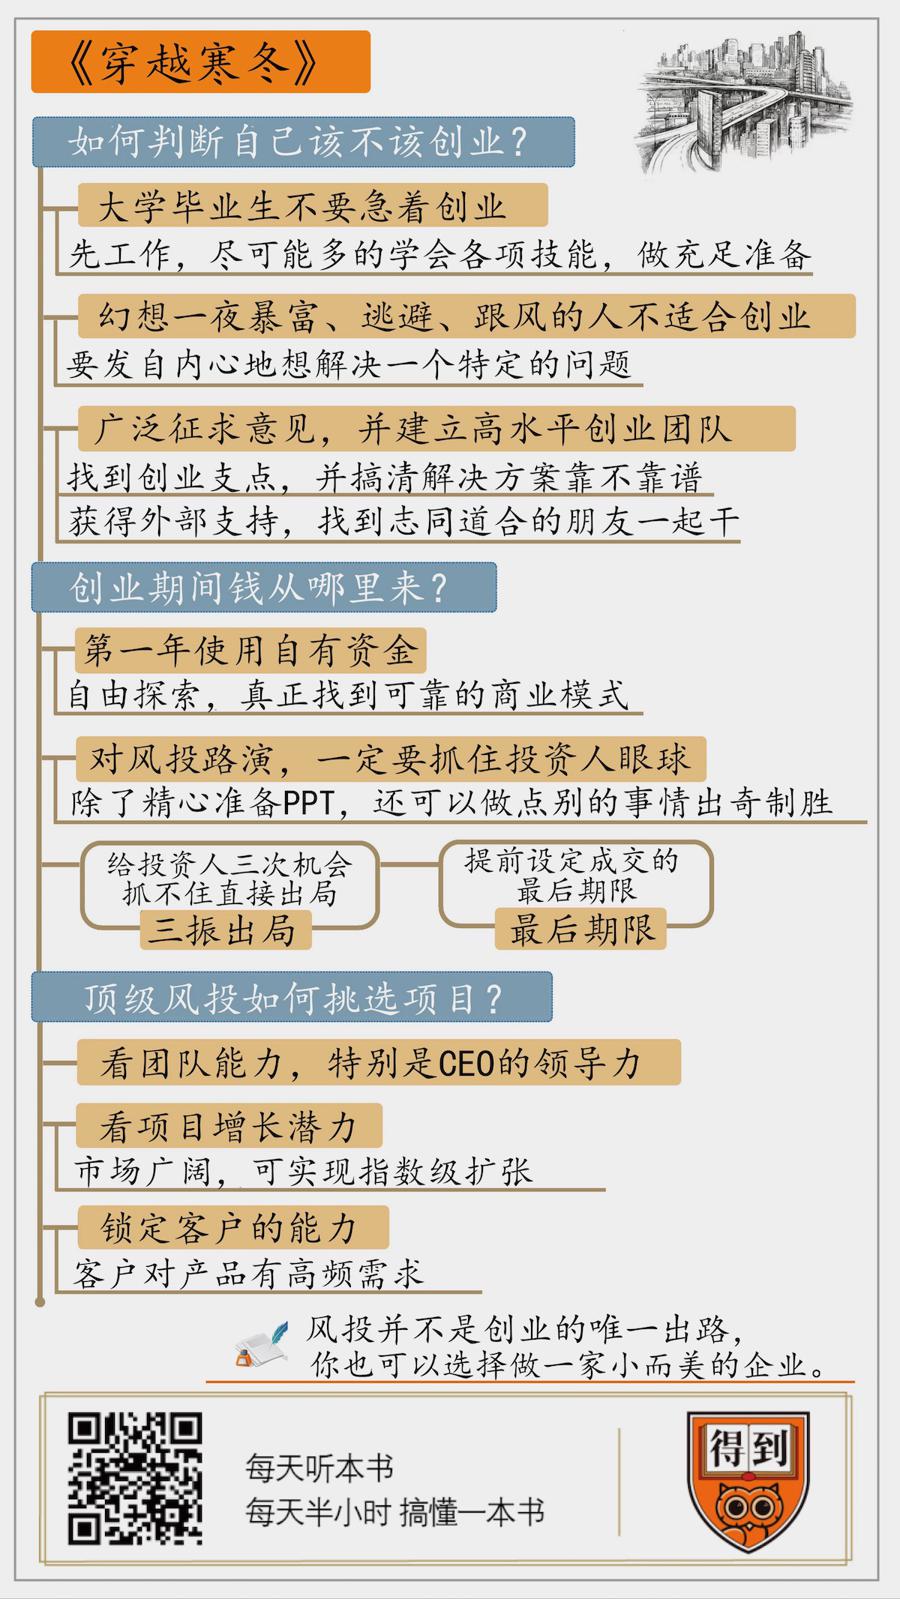 《穿越寒冬》
如何判断自己该不该创业？
大学毕业生不要急着创业
先工作，尽可能多的学会各项技能，做充足准备
幻想一夜暴富、逃避、跟风的人不适合创业
要发自内心地想解决一个特定的问题
广泛征求意见，并建立高水平创业团队
找到创业支点，并搞清解决方案靠不靠谱
获得外部支持，找到志同道合的朋友一起干
创业期间钱从哪里来？
第一年使用自有资金
自由探索，真正找到可靠的商业模式
对风投路演，一定要抓住投资人眼球
除了精心准备PPT，还可以做点别的事情出奇制胜
给投资人三次机会
抓不住直接出局
三振出局
提前设定成交的
最后期限
最后期限
顶级风投如何挑选项目？
看团队能力，特别是CEO的领导力
看项目增长潜力
市场广阔，可实现指数级扩张
锁定客户的能力
客户对产品有高频需求
风投并不是创业的唯一出路，
你也可以选择做一家小而美的企业。
每天听本书
每天半小时 搞懂一本书
得到